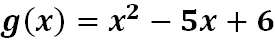 g(x) = x² − 5x + 6